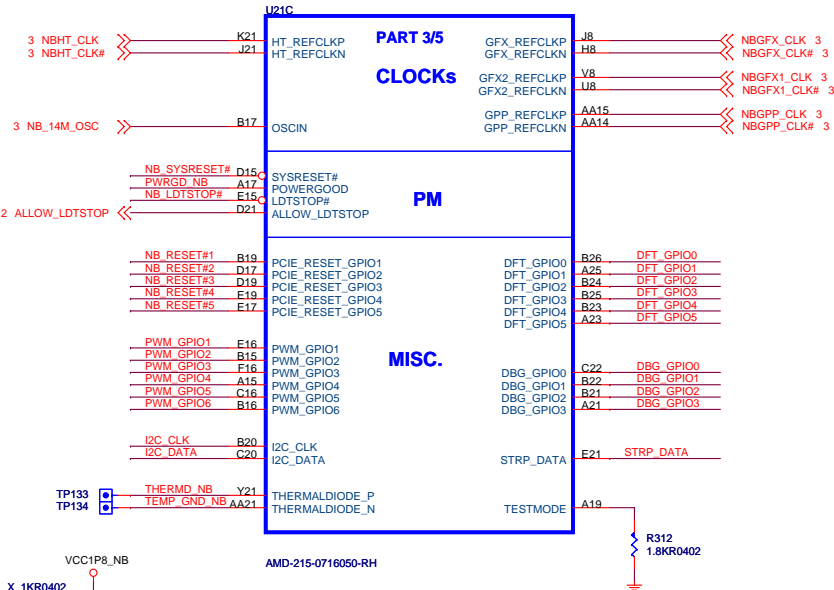 U21C
3 NBHT_CLK K21 HT_REFCLKP PART 3/5 GFX_REFCLKP J8 NBGFX_CLK 3
3 NBHT_CLK# J21 HT_REFCLKN GFX_REFCLKN H8 NBGFX_CLK# 3
CLOCKs
GFX2_REFCLKP V8 NBGFX1_CLK 3
GFX2_REFCLKN U8 NBGFX1_CLK# 3
GPP_REFCLKP AA15 NBGPP_CLK 3
3 NB_14M_OSC B17 OSCIN GPP_REFCLKN AA14 NBGPP_CLK# 3
NB_SYSRESET# D15 SYSRESET#
PWRGD_NB A17 POWERGOOD
NB_LDTSTOP# E15 LDTSTOP# PM
2 ALLOW_LDTSTOP D21 ALLOW_LDTSTOP
NB_RESET#1 B19 PCIE_RESET_GPIO1 DFT_GPIO0 B26 DFT_GPIO0
NB_RESET#2 D17 PCIE_RESET_GPIO2 DFT_GPIO1 A25 DFT_GPIO1
NB_RESET#3 D19 PCIE_RESET_GPIO3 DFT_GPIO2 B24 DFT_GPIO2
NB_RESET#4 E19 PCIE_RESET_GPIO4 DFT_GPIO3 B25 DFT_GPIO3
NB_RESET#5 E17 PCIE_RESET_GPIO5 DFT_GPIO4 B23 DFT_GPIO4
DFT_GPIO5 A23 DFT_GPIO5
PWM_GPIO1 E16 PWM_GPIO1
PWM_GPIO2 B15 PWM_GPIO2 MISC.
PWM_GPIO3 F16 PWM_GPIO3 DBG_GPIO0 C22 DBG_GPIO0
PWM_GPIO4 A15 PWM_GPIO4 DBG_GPIO1 B22 DBG_GPIO1
PWM_GPIO5 C16 PWM_GPIO5 DBG_GPIO2 B21 DBG_GPIO2
PWM_GPIO6 B16 PWM_GPIO6 DBG_GPIO3 A21 DBG_GPIO3
I2C_CLK B20 I2C_CLK
I2C_DATA C20 I2C_DATA STRP_DATA E21 STRP_DATA
TP133 THERMD_NB Y21 THERMALDIODE_P
TP134 TEMP_GND_NB AA21 THERMALDIODE_N TESTMODE A19
R312
1.8KR0402
VCC1P8_NB AMD-215-0716050-RH
X_1KR0402